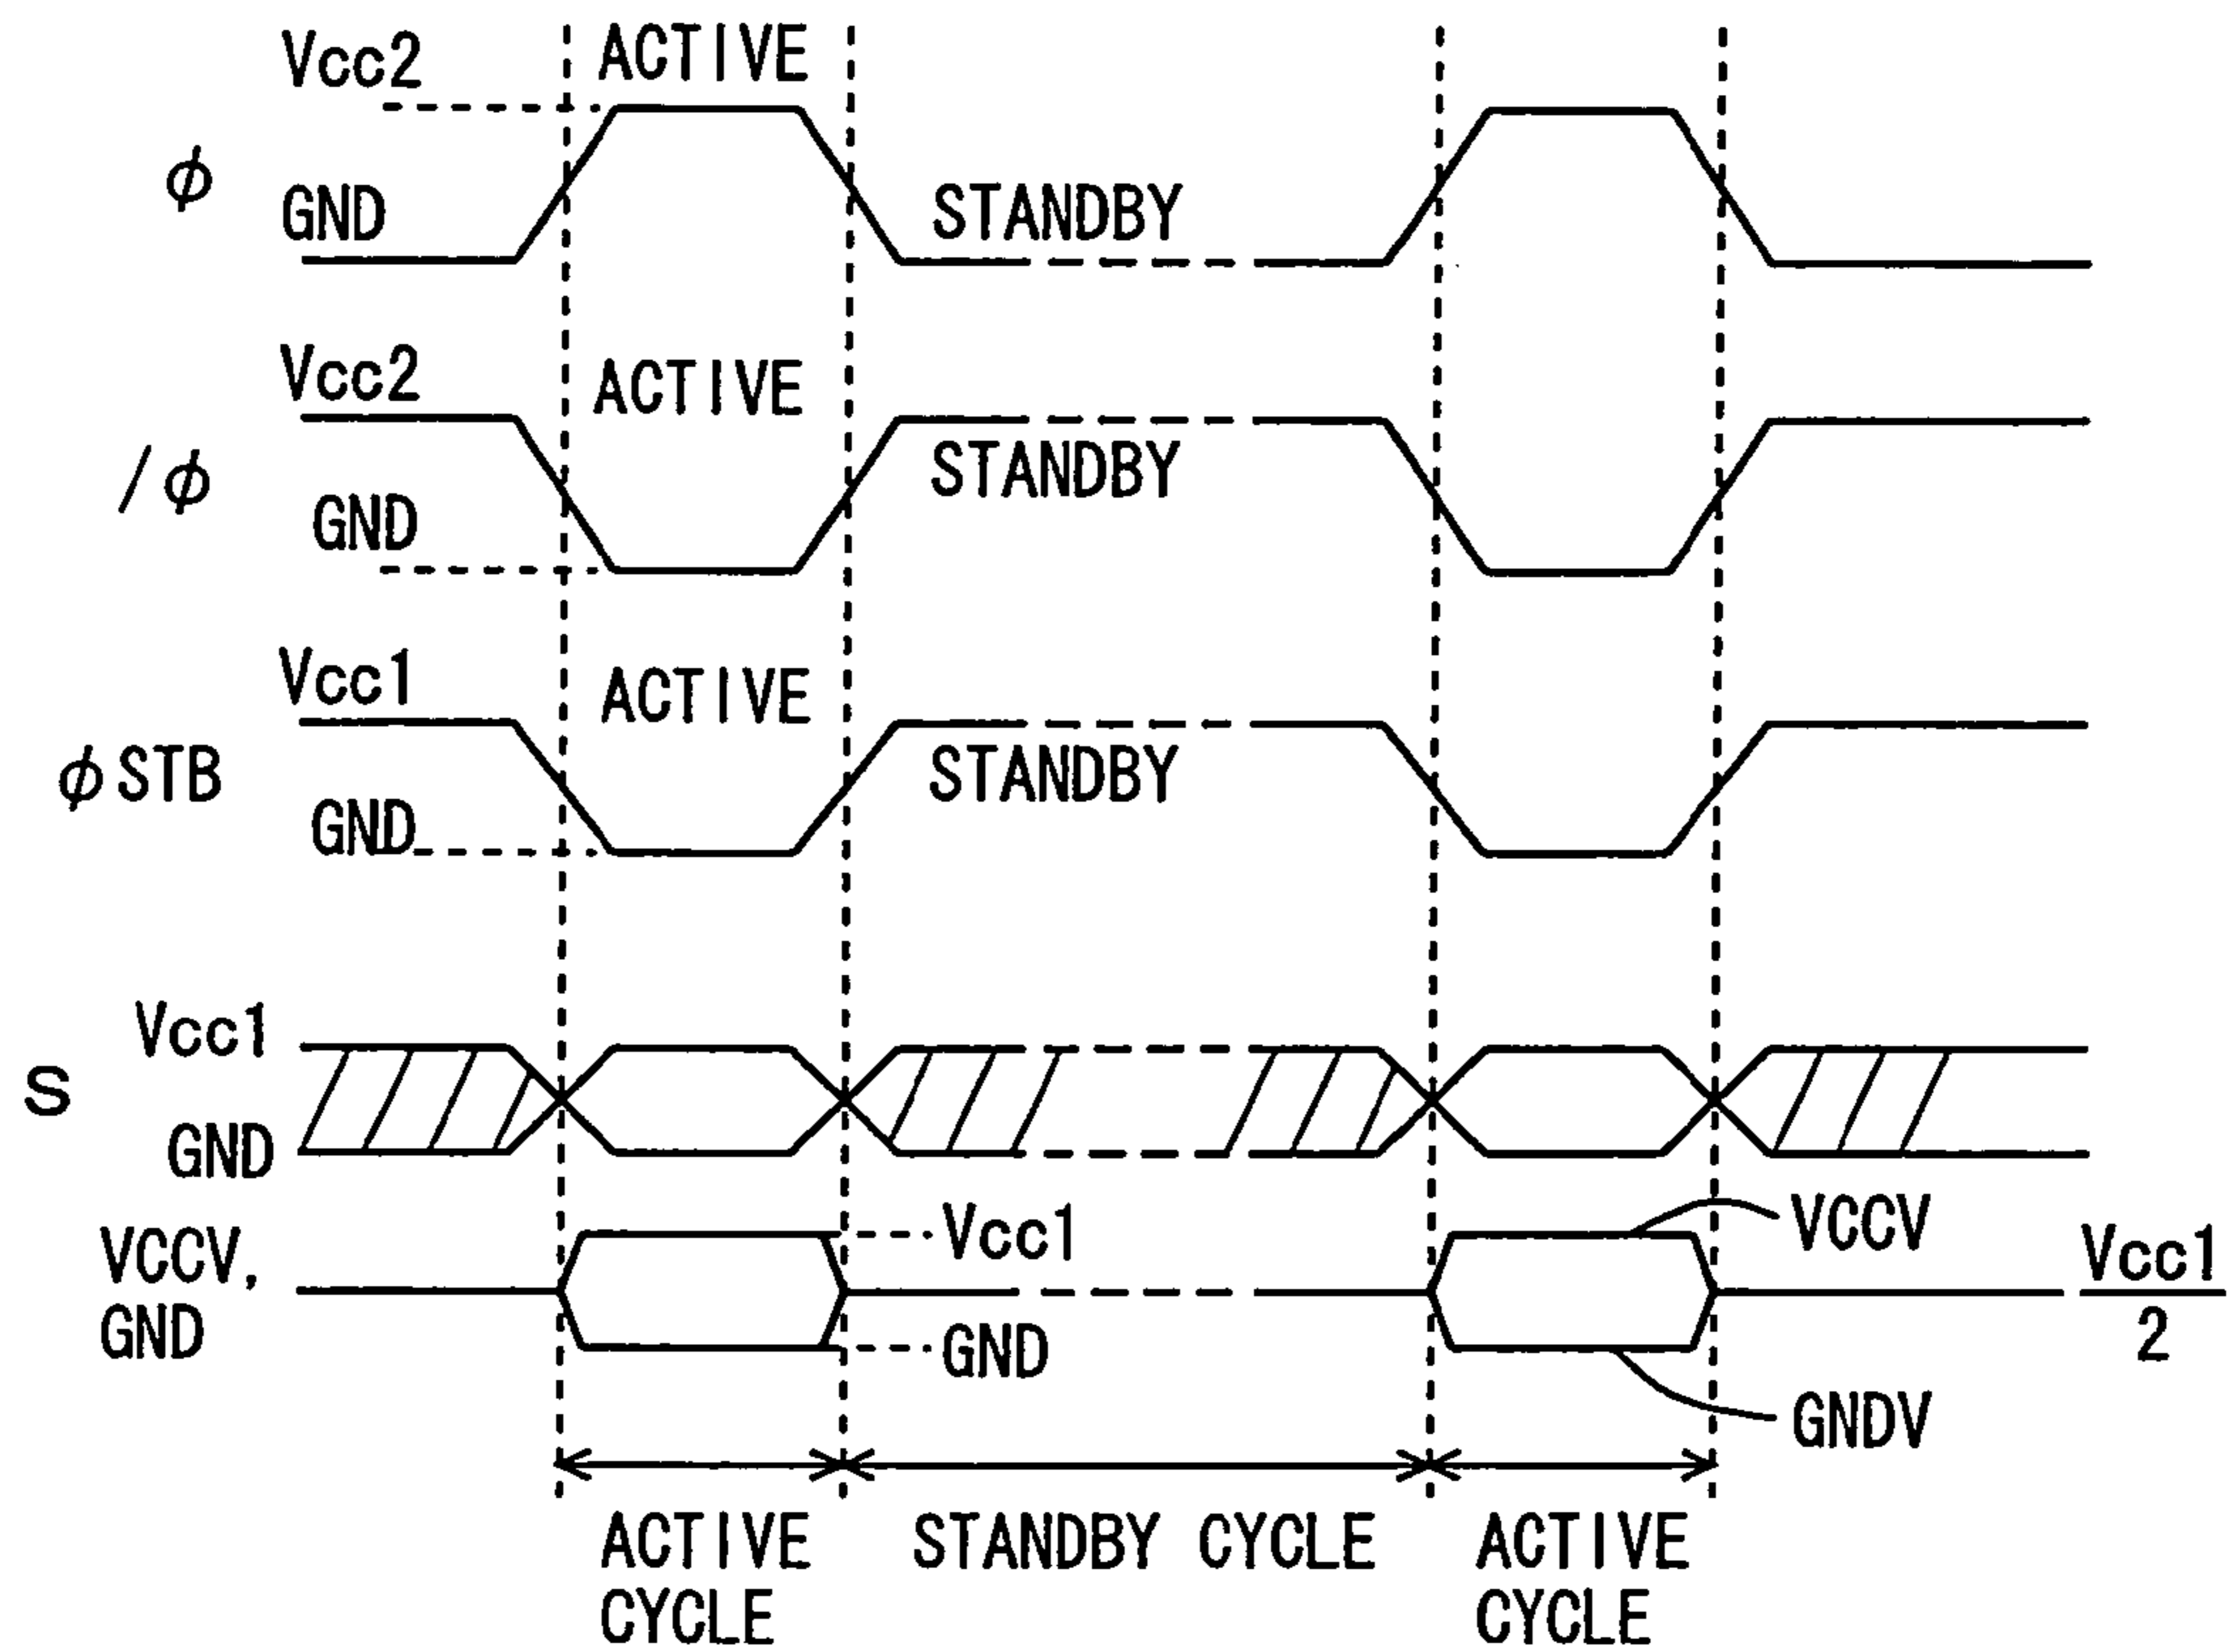 Vcc2
ACTIVE
φ
GND
STANDBY
Vcc2
ACTIVE
/φ
STANDBY
GND
Vcc1
ACTIVE
φSTB
STANDBY
GND
Vcc1
S
GND
VCCV,
GND
Vcc1
GND
VCCV
GNDV
Vcc1
2
ACTIVE
CYCLE
STANDBY CYCLE
ACTIVE
CYCLE